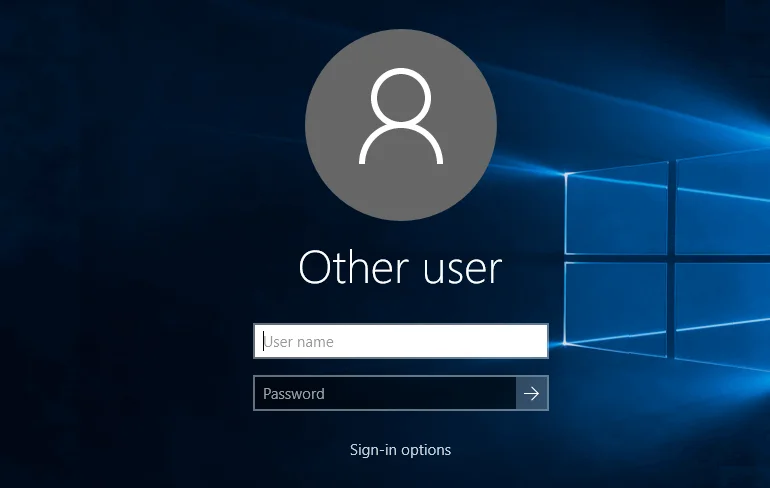 Other user
User name
Password
Sign-in options